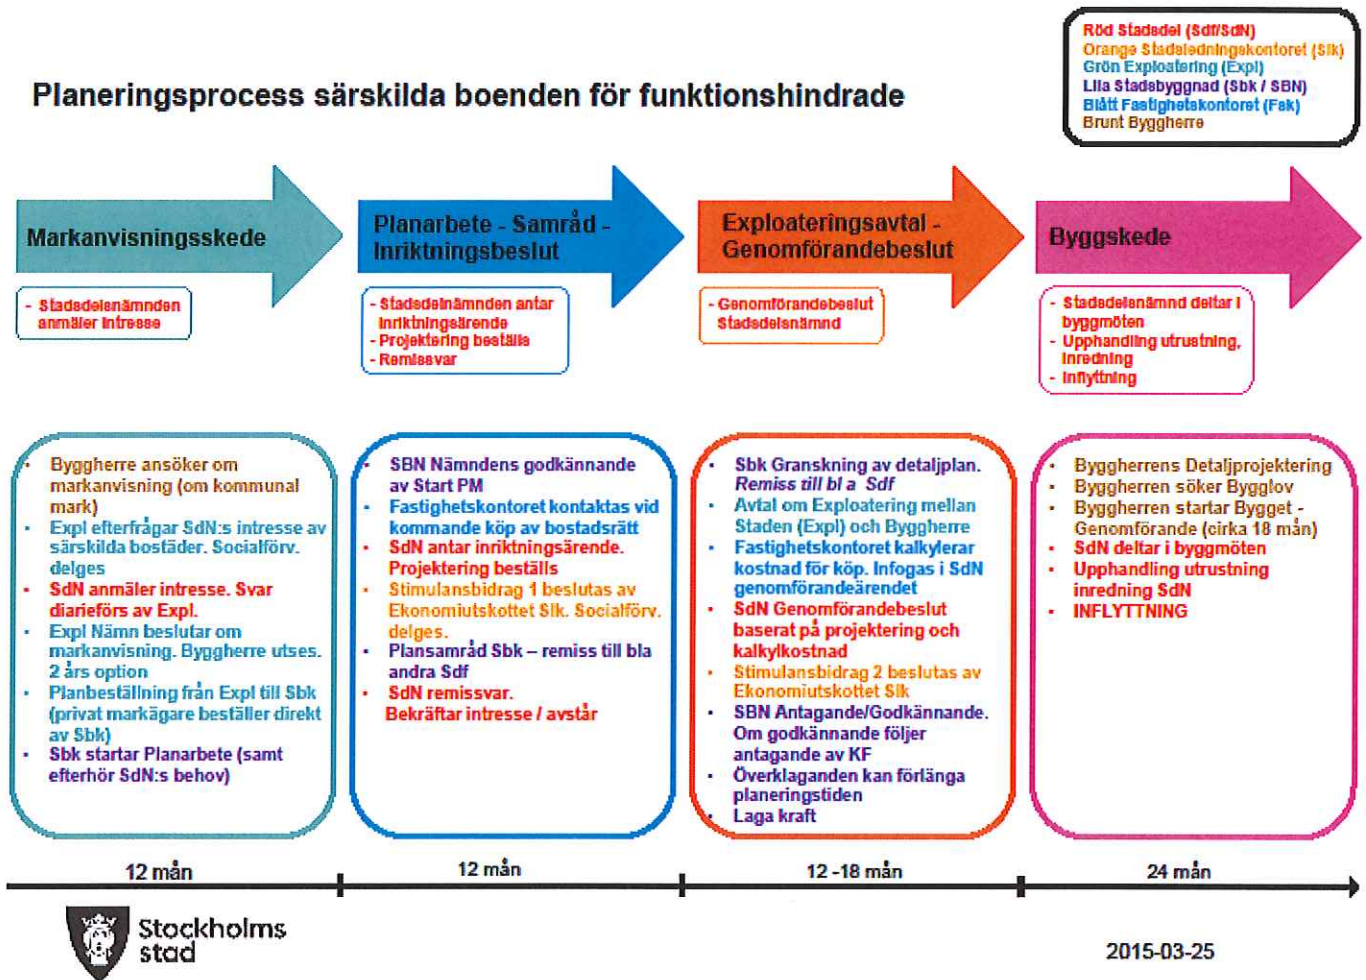 Röd Stadsdel (Sdf/SdN)
Orange Stadsledningskontoret (Slk)
Grön Exploatering (Expl)
Lila Stadsbyggnad (Sbk / SBN)
Blått Fastighetskontoret (Fsk)
Brunt Byggherre
Planeringsprocess särskilda boenden för funktionshindrade
Markanvisningsskede
Planarbete - Samråd -
Inriktningsbeslut
Exploateringsavtal -
Genomförandebeslut
Byggskede
- Stadsdelsnämnden
anmäler intresse
- Stadsdelnämnden antar
inriktningsärende
- Projektering beställs
- Remissvar
- Genomförandebeslut
Stadsdelsnämnd
- Stadsdelsnämnd deltar i
byggmöten
- Upphandling utrustning,
inredning
- Inflyttning
• Byggherre ansöker om
markanvisning (om kommunal
mark)
• Expl efterfrågar SdN:s intresse av
särskilda bostäder. Socialförv.
delges
• SdN anmäler intresse. Svar
diarieförs av Expl.
• Expl Nämn beslutar om
markanvisning. Byggherre utses.
2 års option
• Planbeställning från Expl till Sbk
(privat markägare beställer direkt
av Sbk)
• Sbk startar Planarbete (samt
efterhör SdN:s behov)
• SBN Nämndens godkännande
av Start PM
• Fastighetskontoret kontaktas vid
kommande köp av bostadsrätt
• SdN antar inriktningsärende.
Projektering beställs
• Stimulansbidrag 1 beslutas av
Ekonomiutskottet Slk. Socialförv.
delges.
• Plansamråd Sbk – remiss till bla
andra Sdf
• SdN remissvar.
Bekräftar intresse / avstår
• Sbk Granskning av detaljplan.
Remiss till bl a Sdf
• Avtal om Exploatering mellan
Staden (Expl) och Byggherre
• Fastighetskontoret kalkylerar
kostnad för köp. Infogas i SdN
genomförandeärendet
• SdN Genomförandebeslut
baserat på projektering och
kalkylkostnad
• Stimulansbidrag 2 beslutas av
Ekonomiutskottet Slk
• SBN Antagande/Godkännande.
Om godkännande följer
antagande av KF
• Överklaganden kan förlänga
planeringstiden
• Laga kraft
• Byggherrens Detaljprojektering
• Byggherren söker Bygglov
• Byggherren startar Bygget -
Genomförande (cirka 18 mån)
• SdN deltar i byggmöten
• Upphandling utrustning
inredning SdN
• INFLYTTNING
12 mån
12 mån
12 -18 mån
24 mån
Stockholms
stad
2015-03-25